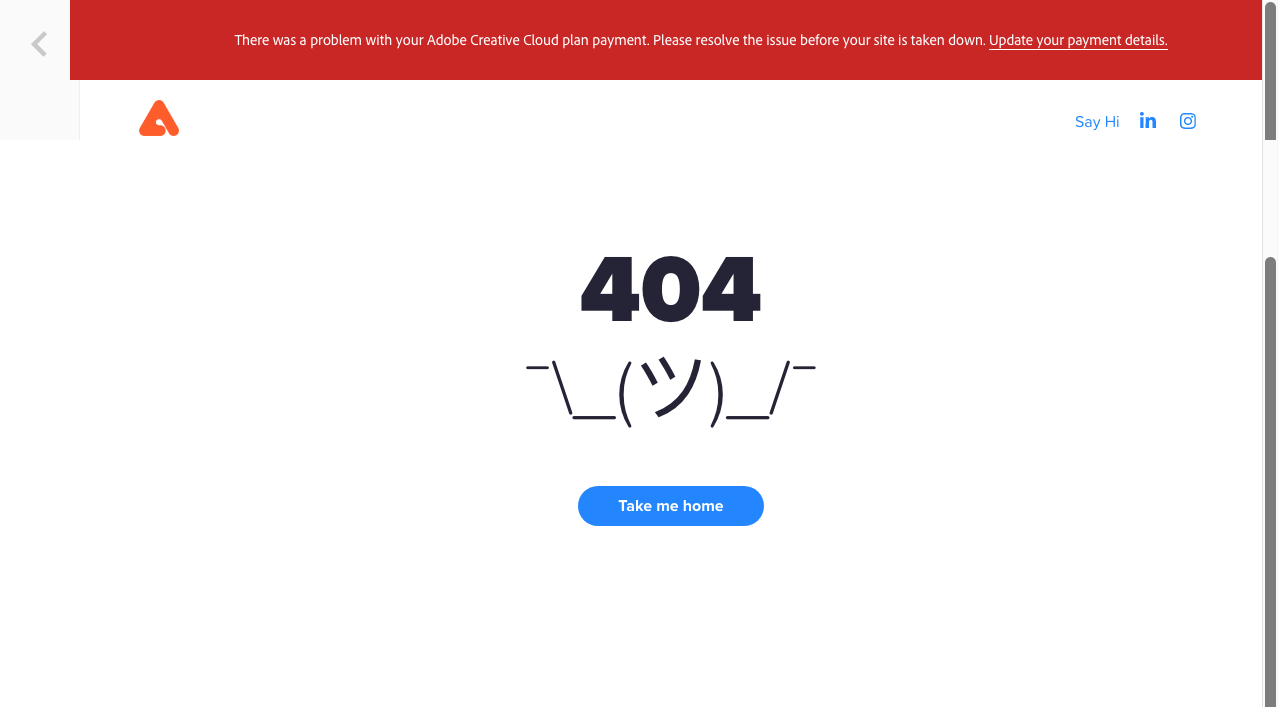 There was a problem with your Adobe Creative Cloud plan payment. Please resolve the issue before your site is taken down. Update your payment details.
Say Hi
404
¯\_(ツ)_/¯
Take me home